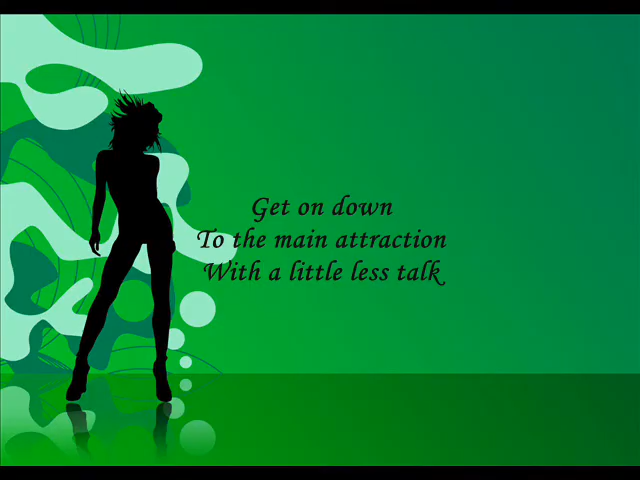 Get on down
To the main attraction
With a little less talk